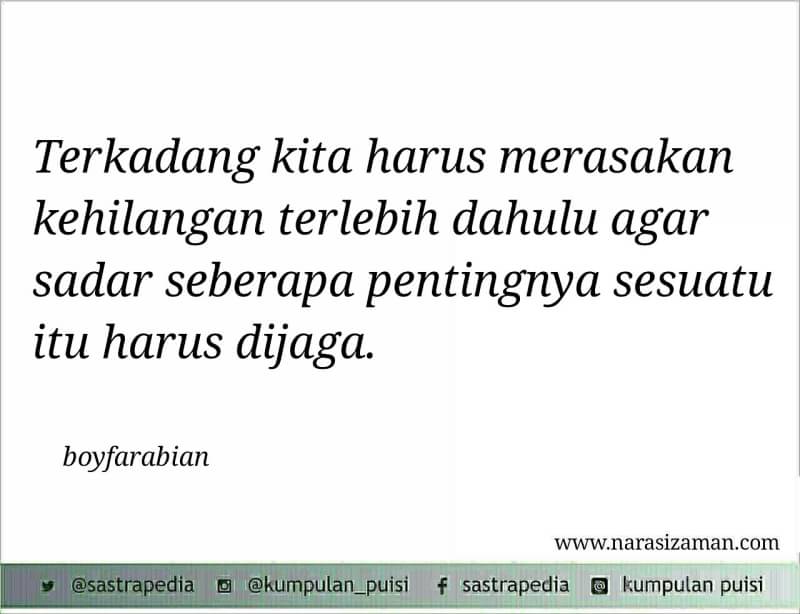 Terkadang kita harus merasakan
kehilangan terlebih dahulu agar
sadar seberapa pentingnya sesuatu
itu harus dijaga.
boyfarabian
www.narasizaman.com
@sastrapedia @kumpulan_puisi sastrapedia kumpulan puisi